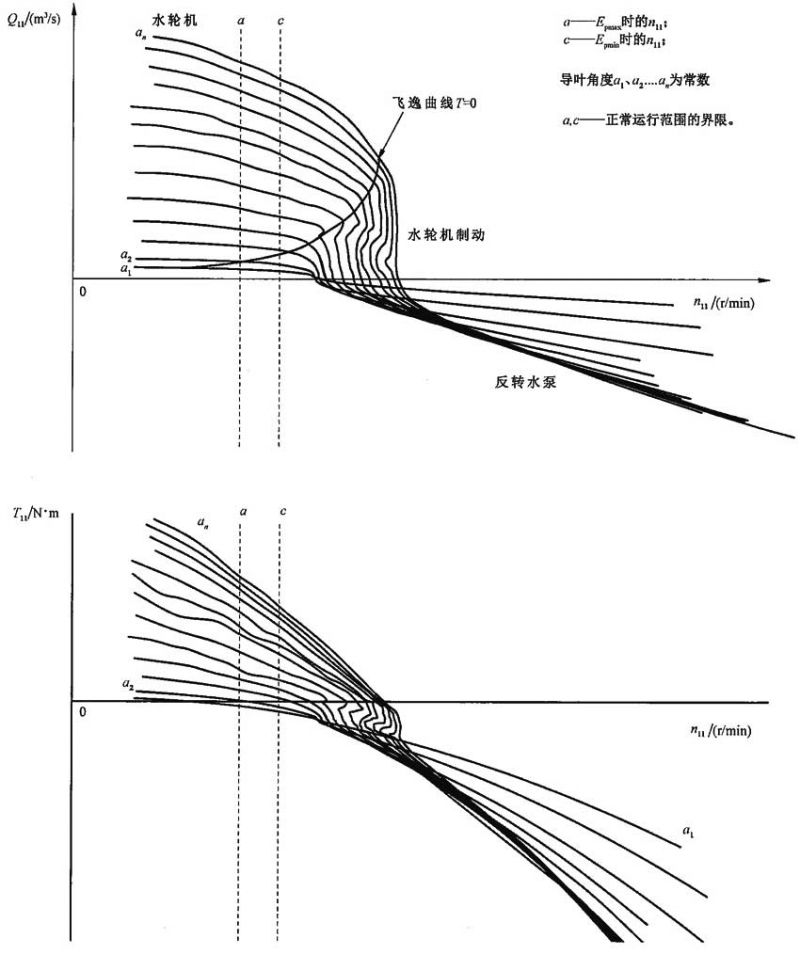 Q₁₁/(m³/s)
水轮机
aₙ
a
c
a——E_pmax时的n₁₁；
c——E_pmin时的n₁₁；
导叶角度a₁、a₂....aₙ为常数
飞逸曲线T=0
a,c——正常运行范围的界限。
水轮机制动
a₂
a₁
0
n₁₁/(r/min)
反转水泵
T₁₁/N·m
aₙ
a
c
a₂
0
n₁₁/(r/min)
a₁